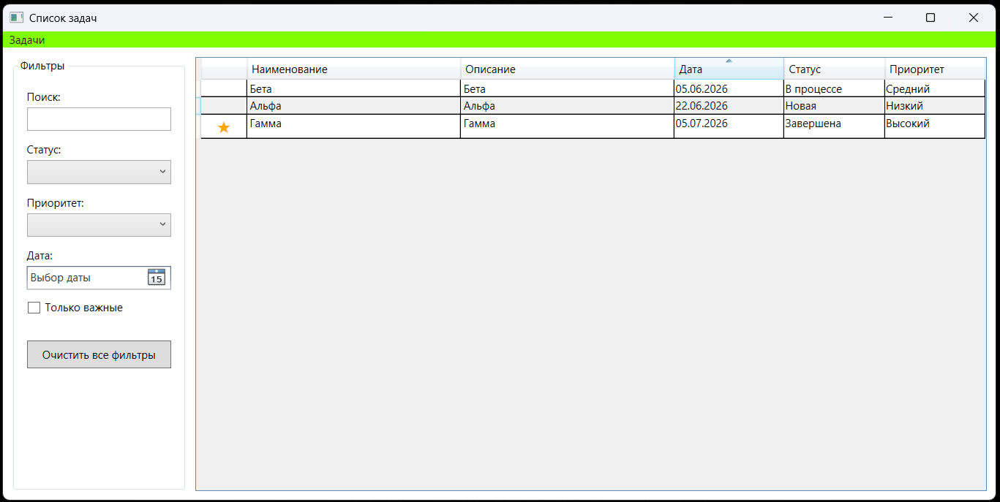 Список задач
Задачи
Фильтры
Поиск:
Статус:
Приоритет:
Дата:
Выбор даты 15
Только важные
Очистить все фильтры
Наименование Описание Дата Статус Приоритет
Бета Бета 05.06.2026 В процессе Средний
Альфа Альфа 22.06.2026 Новая Низкий
Гамма Гамма 05.07.2026 Завершена Высокий